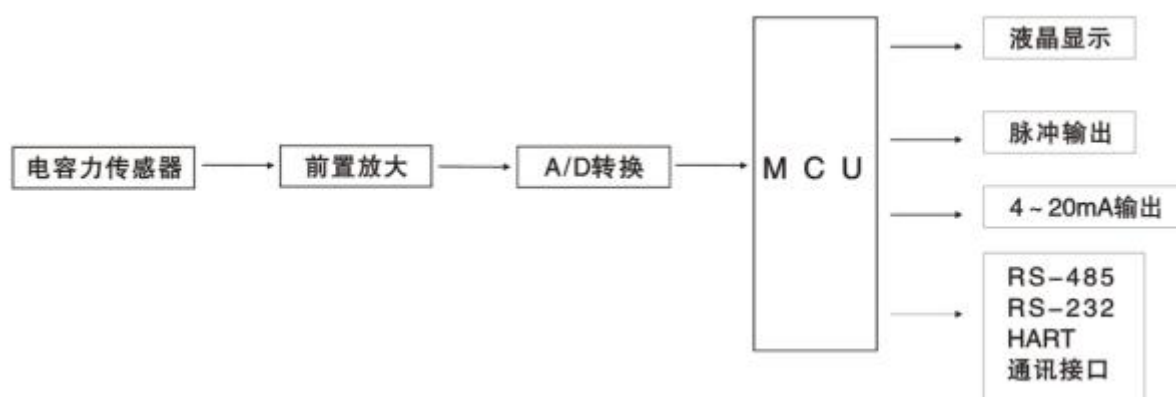 电容力传感器
前置放大
A/D转换
M C U
液晶显示
脉冲输出
4～20mA输出
RS-485
RS-232
HART
通讯接口